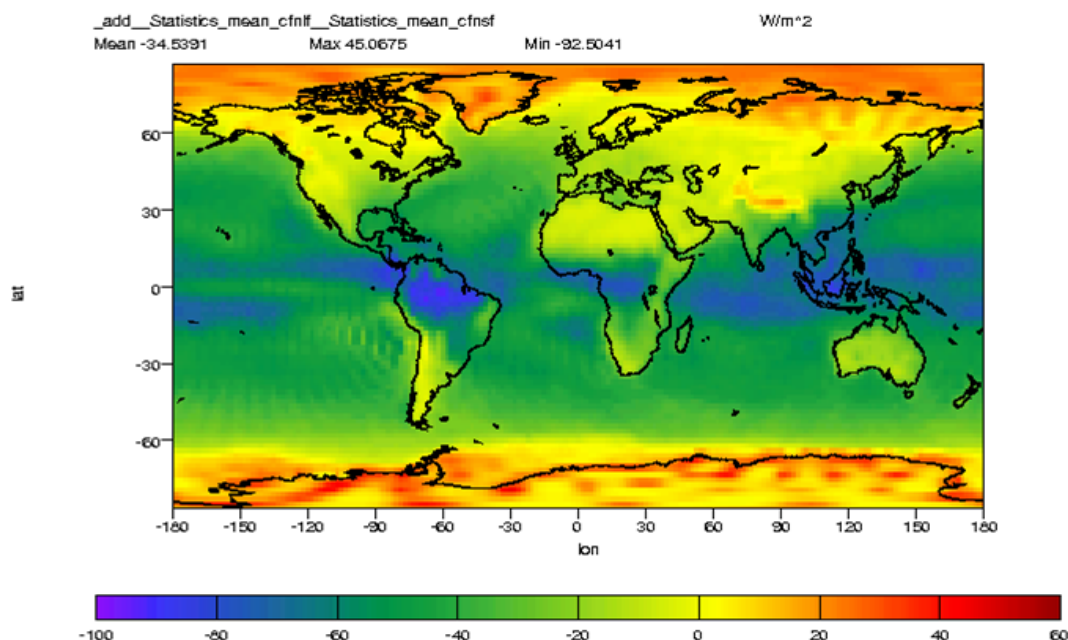 _add__Statistics_mean_cfnlf__Statistics_mean_cfnsf W/m^2
Mean -34.5391 Max 45.0675 Min -92.5041
60
30
0
-30
-60
lat
-180 -150 -120 -90 -60 -30 0 30 60 90 120 150 180
lon
-100 -80 -60 -40 -20 0 20 40 60